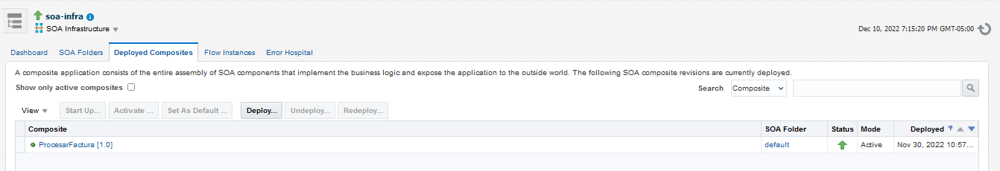 soa-infra
SOA Infrastructure
Dec 10, 2022 7:15:20 PM GMT-05:00
Dashboard SOA Folders Deployed Composites Flow Instances Error Hospital
A composite application consists of the entire assembly of SOA components that implement the business logic and expose the application to the outside world. The following SOA composite revisions are currently deployed.
Show only active composites
Search Composite
View Start Up... Activate ... Set As Default ... Deploy... Undeploy... Redeploy...
Composite SOA Folder Status Mode Deployed ?
ProcesarFactura [1.0] default Active Nov 30, 2022 10:57...